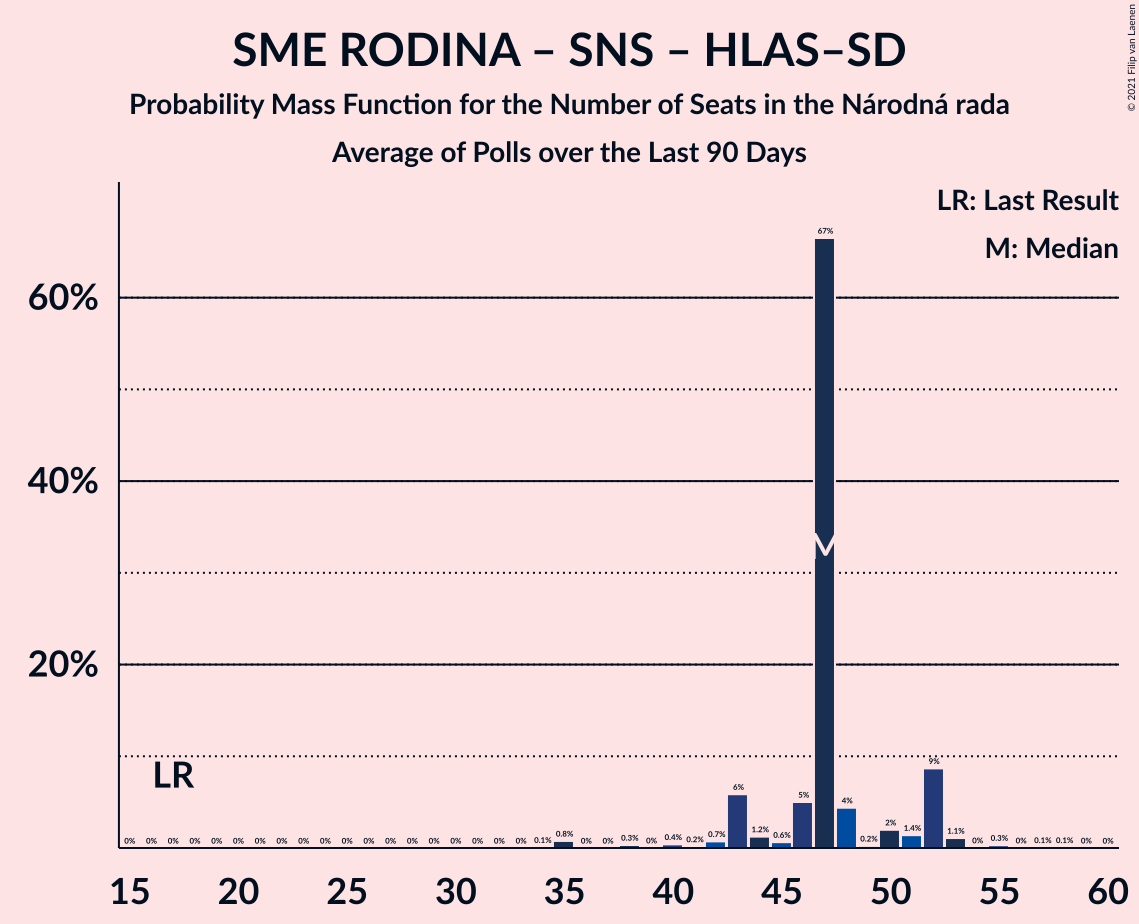 SME RODINA – SNS – HLAS–SD
Probability Mass Function for the Number of Seats in the Národná rada
Average of Polls over the Last 90 Days
© 2021 Filip van Laenen
LR: Last Result
M: Median
60%
40%
20%
LR
M
0% 0% 0% 0% 0% 0% 0% 0% 0% 0% 0% 0% 0% 0% 0% 0% 0% 0% 0% 0.1% 0.8% 0% 0% 0.3% 0% 0.4% 0.2% 0.7% 6% 1.2% 0.6% 5% 67% 4% 0.2% 2% 1.4% 9% 1.1% 0% 0.3% 0% 0.1% 0.1% 0% 0%
15 20 25 30 35 40 45 50 55 60